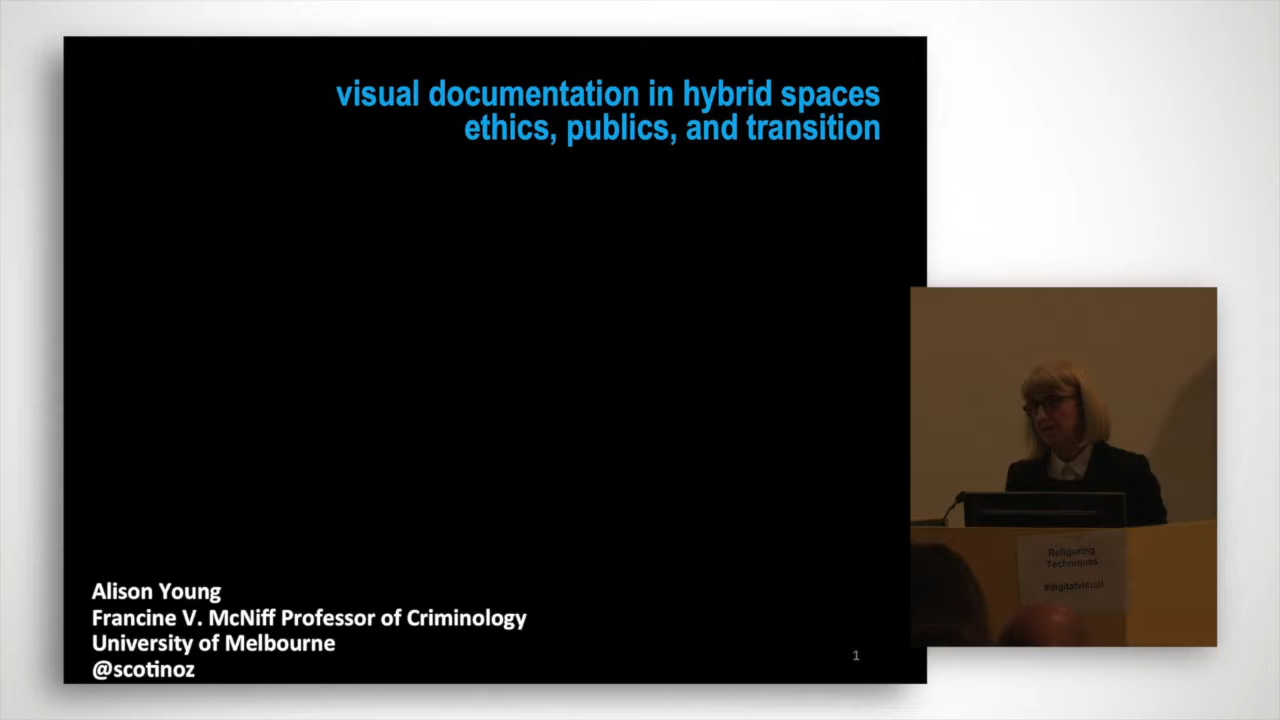 visual documentation in hybrid spaces
ethics, publics, and transition
Alison Young
Francine V. McNiff Professor of Criminology
University of Melbourne
@scotinoz
1
Refiguring
Techniques
#digitalvisual